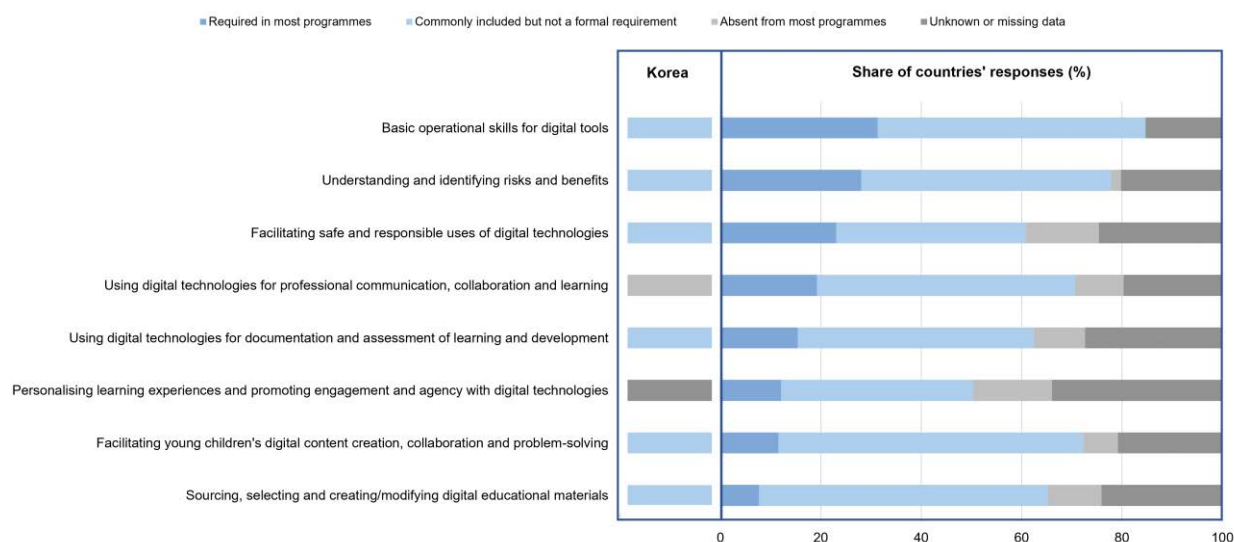 Required in most programmes Commonly included but not a formal requirement Absent from most programmes Unknown or missing data
Korea Share of countries' responses (%)
Basic operational skills for digital tools
Understanding and identifying risks and benefits
Facilitating safe and responsible uses of digital technologies
Using digital technologies for professional communication, collaboration and learning
Using digital technologies for documentation and assessment of learning and development
Personalising learning experiences and promoting engagement and agency with digital technologies
Facilitating young children's digital content creation, collaboration and problem-solving
Sourcing, selecting and creating/modifying digital educational materials
0 20 40 60 80 100